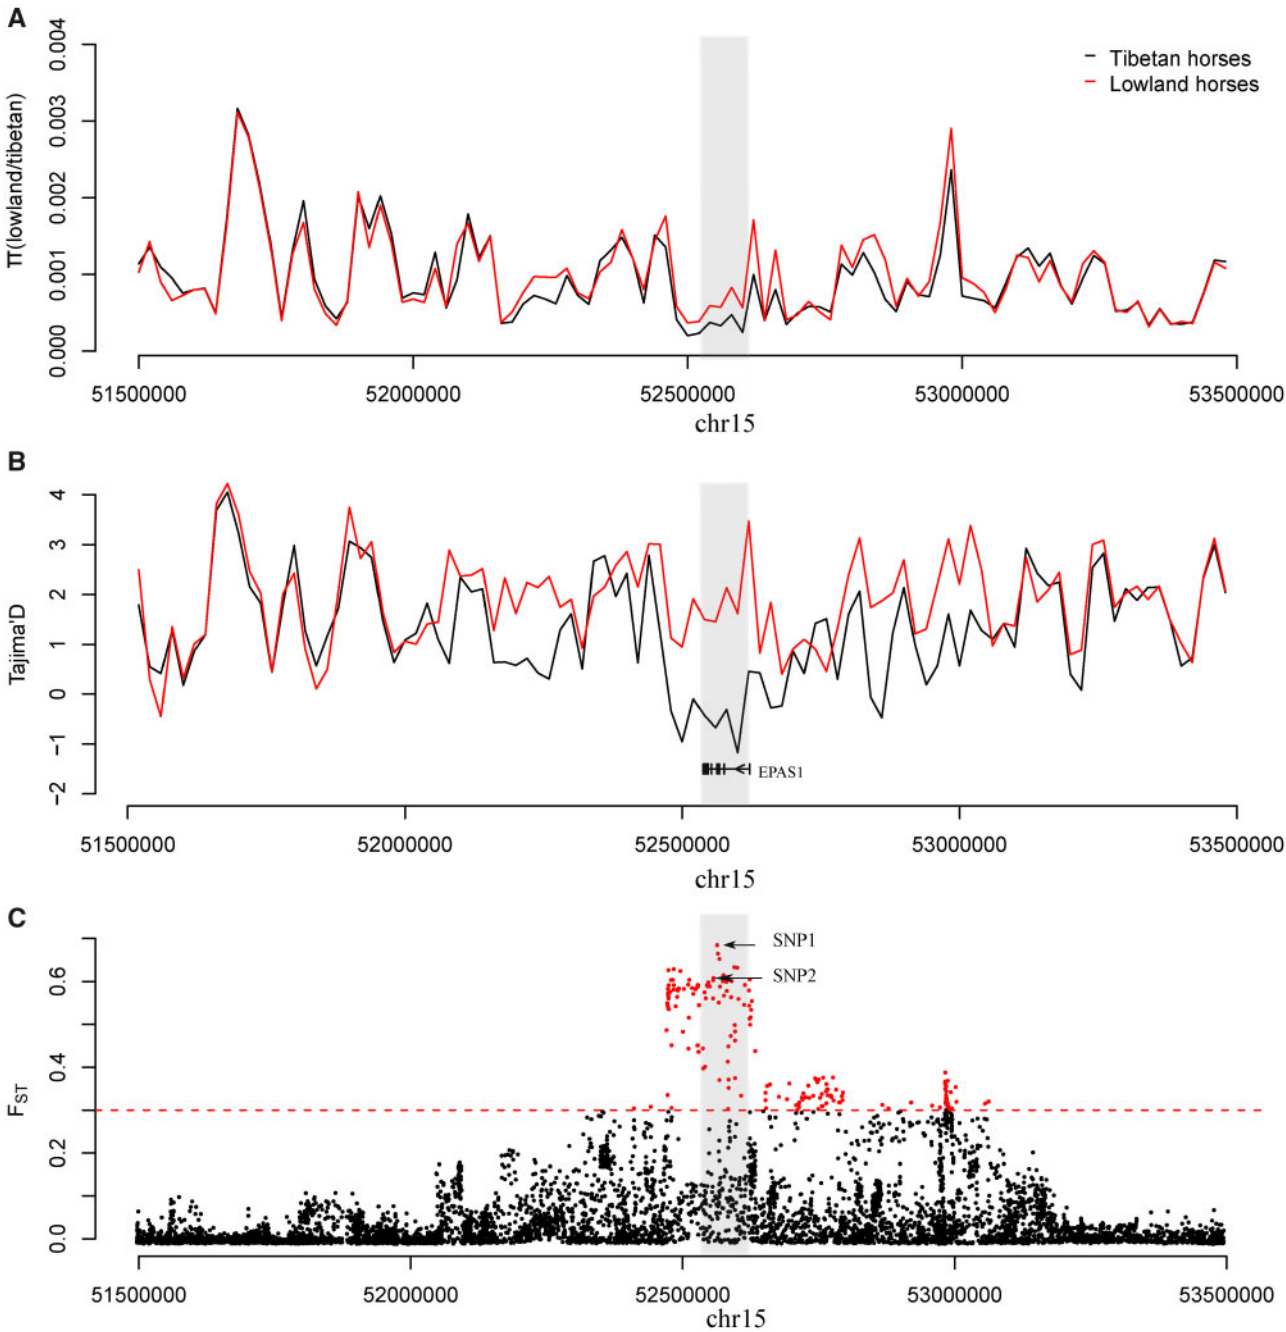 A
π(lowland/tibetan)
0.004
0.003
0.002
0.001
0.000
Tibetan horses
Lowland horses
51500000 52000000 52500000 53000000 53500000
chr15
B
Tajima'D
4
3
2
1
0
−1
−2
EPAS1
51500000 52000000 52500000 53000000 53500000
chr15
C
FST
0.6
0.4
0.2
0.0
SNP1
SNP2
51500000 52000000 52500000 53000000 53500000
chr15